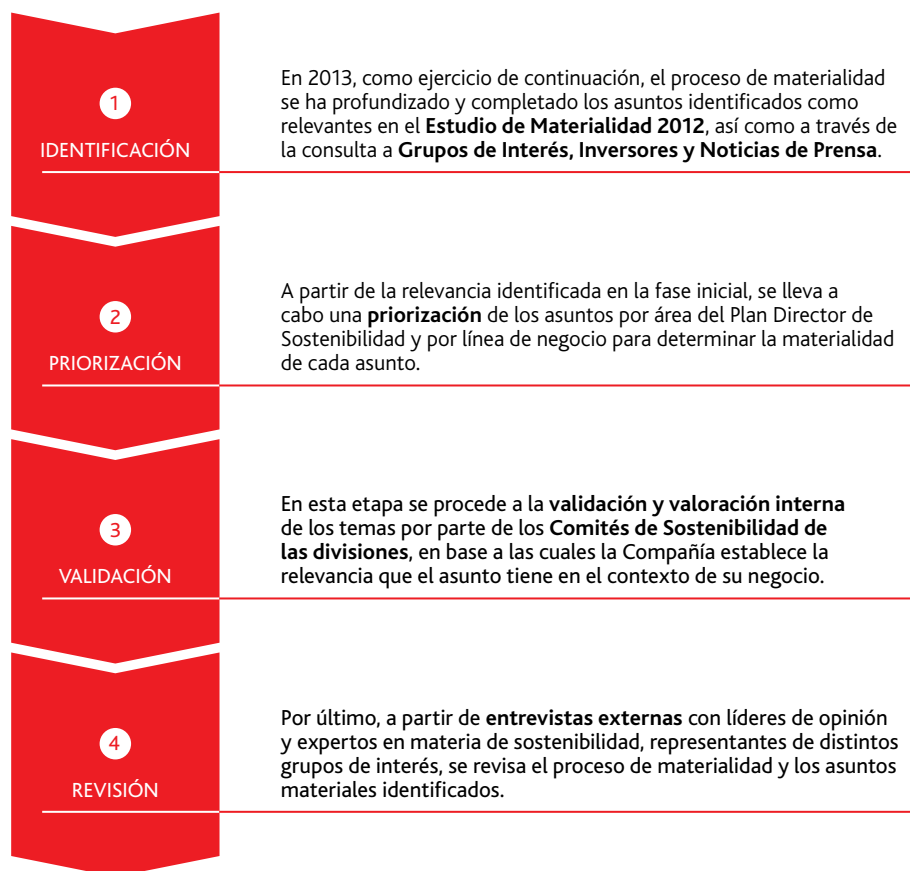 1
IDENTIFICACIÓN
En 2013, como ejercicio de continuación, el proceso de materialidad
se ha profundizado y completado los asuntos identificados como
relevantes en el Estudio de Materialidad 2012, así como a través de
la consulta a Grupos de Interés, Inversores y Noticias de Prensa.
2
PRIORIZACIÓN
A partir de la relevancia identificada en la fase inicial, se lleva a
cabo una priorización de los asuntos por área del Plan Director de
Sostenibilidad y por línea de negocio para determinar la materialidad
de cada asunto.
3
VALIDACIÓN
En esta etapa se procede a la validación y valoración interna
de los temas por parte de los Comités de Sostenibilidad de
las divisiones, en base a las cuales la Compañía establece la
relevancia que el asunto tiene en el contexto de su negocio.
4
REVISIÓN
Por último, a partir de entrevistas externas con líderes de opinión
y expertos en materia de sostenibilidad, representantes de distintos
grupos de interés, se revisa el proceso de materialidad y los asuntos
materiales identificados.